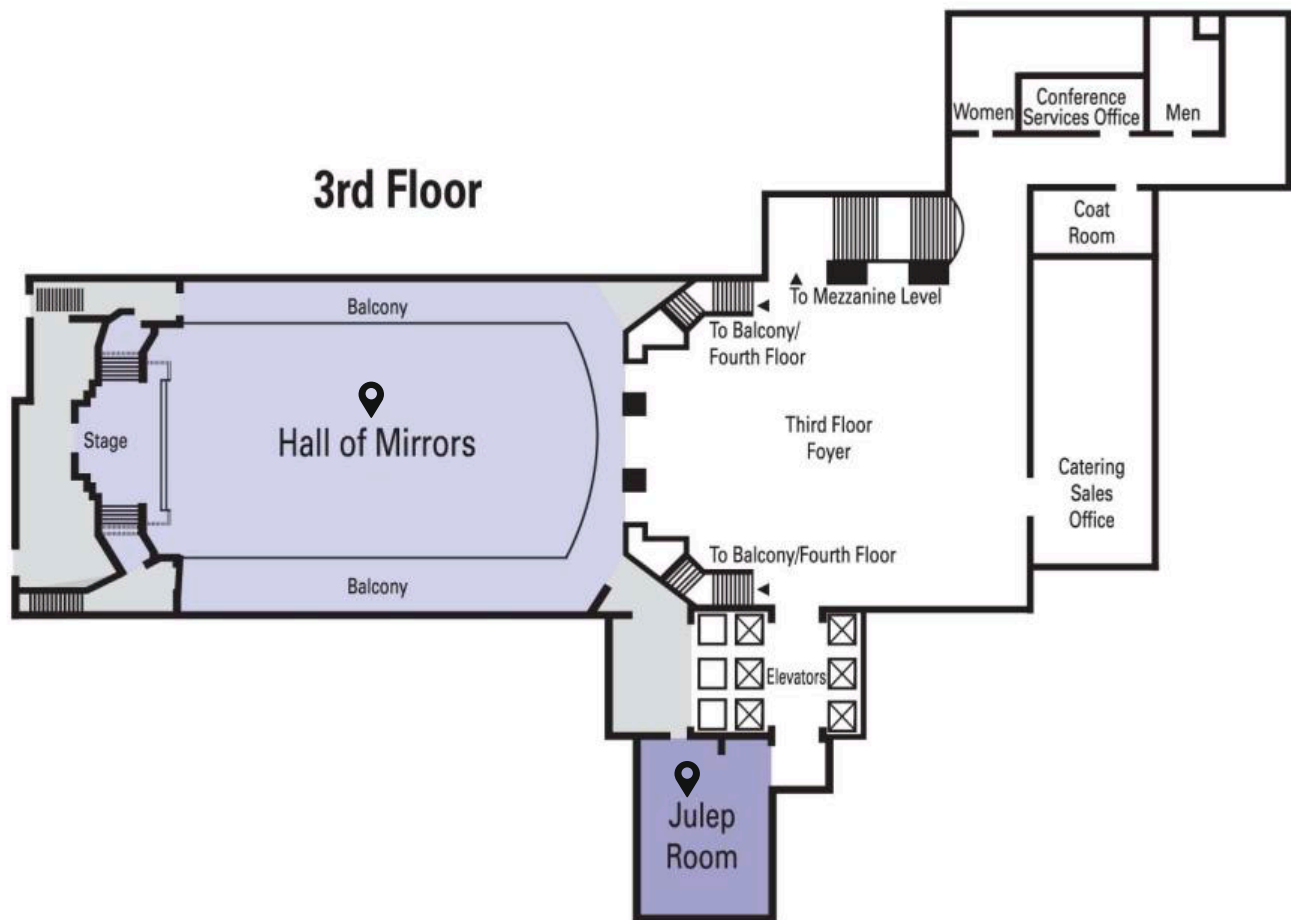 Women
Conference
Services Office
Men
3rd Floor
Coat
Room
Balcony
To Mezzanine Level
To Balcony/
Fourth Floor
Stage
Hall of Mirrors
Third Floor
Foyer
Catering
Sales
Office
To Balcony/Fourth Floor
Balcony
Elevators
Julep
Room